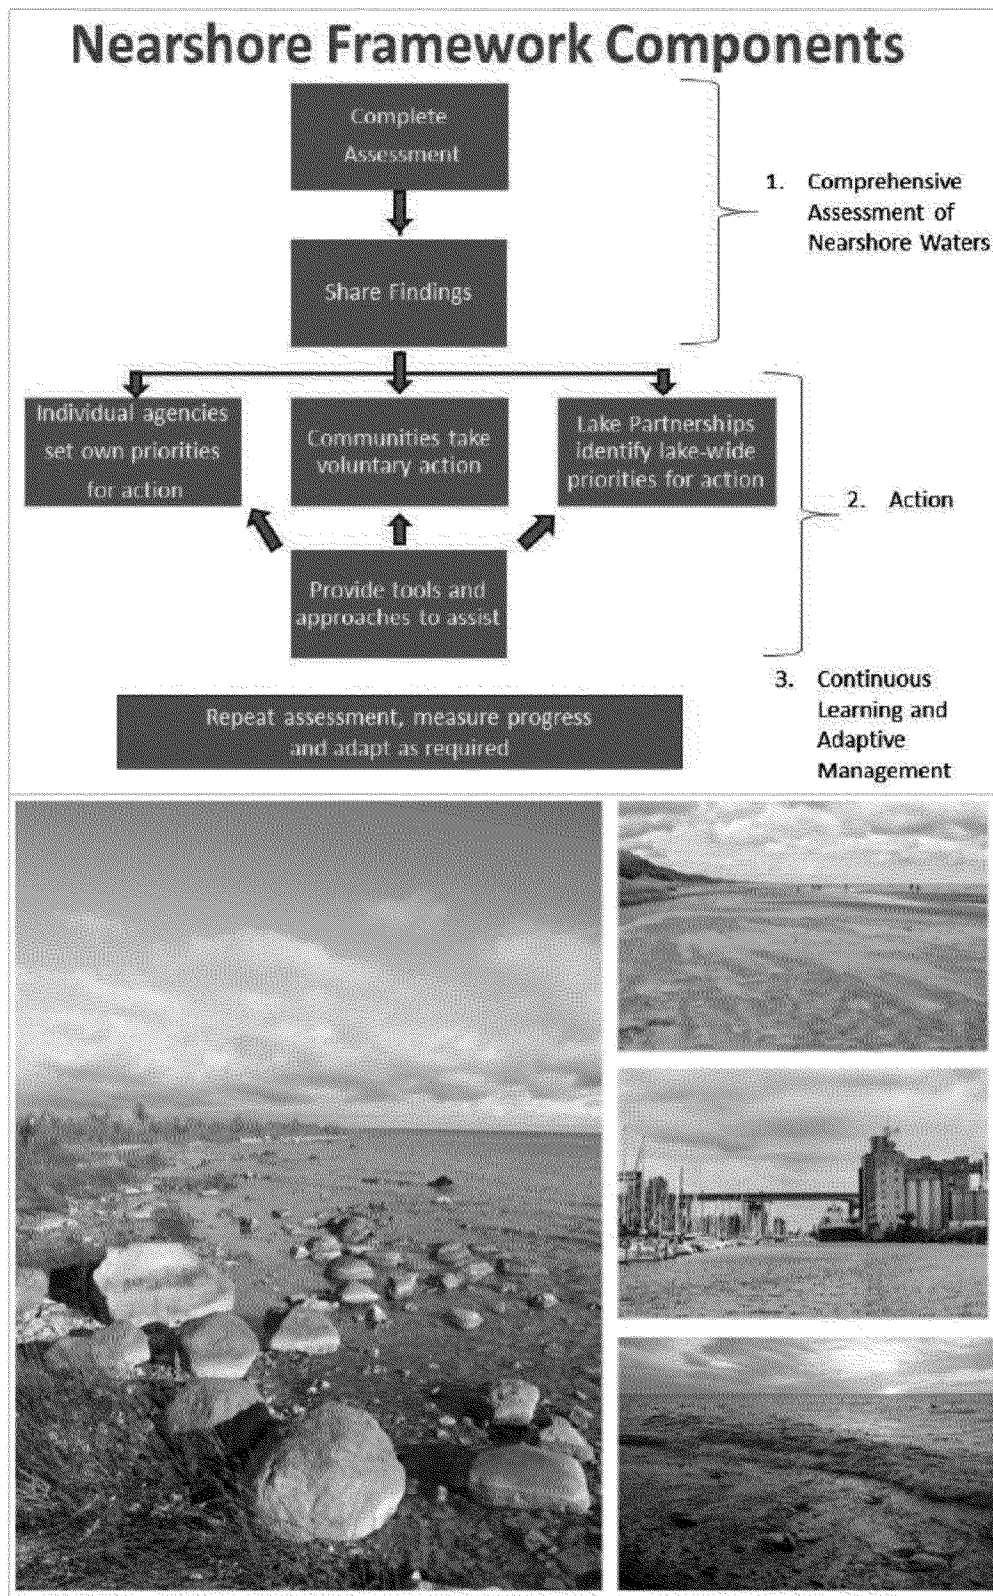 Nearshore Framework Components
Complete
Assessment
1. Comprehensive
Assessment of
Nearshore Waters
Share Findings
Individual agencies
set own priorities
for action
Communities take
voluntary action
Lake Partnerships
identify lake-wide
priorities for action
2. Action
Provide tools and
approaches to assist
3. Continuous
Learning and
Adaptive
Management
Repeat assessment, measure progress
and adapt as required